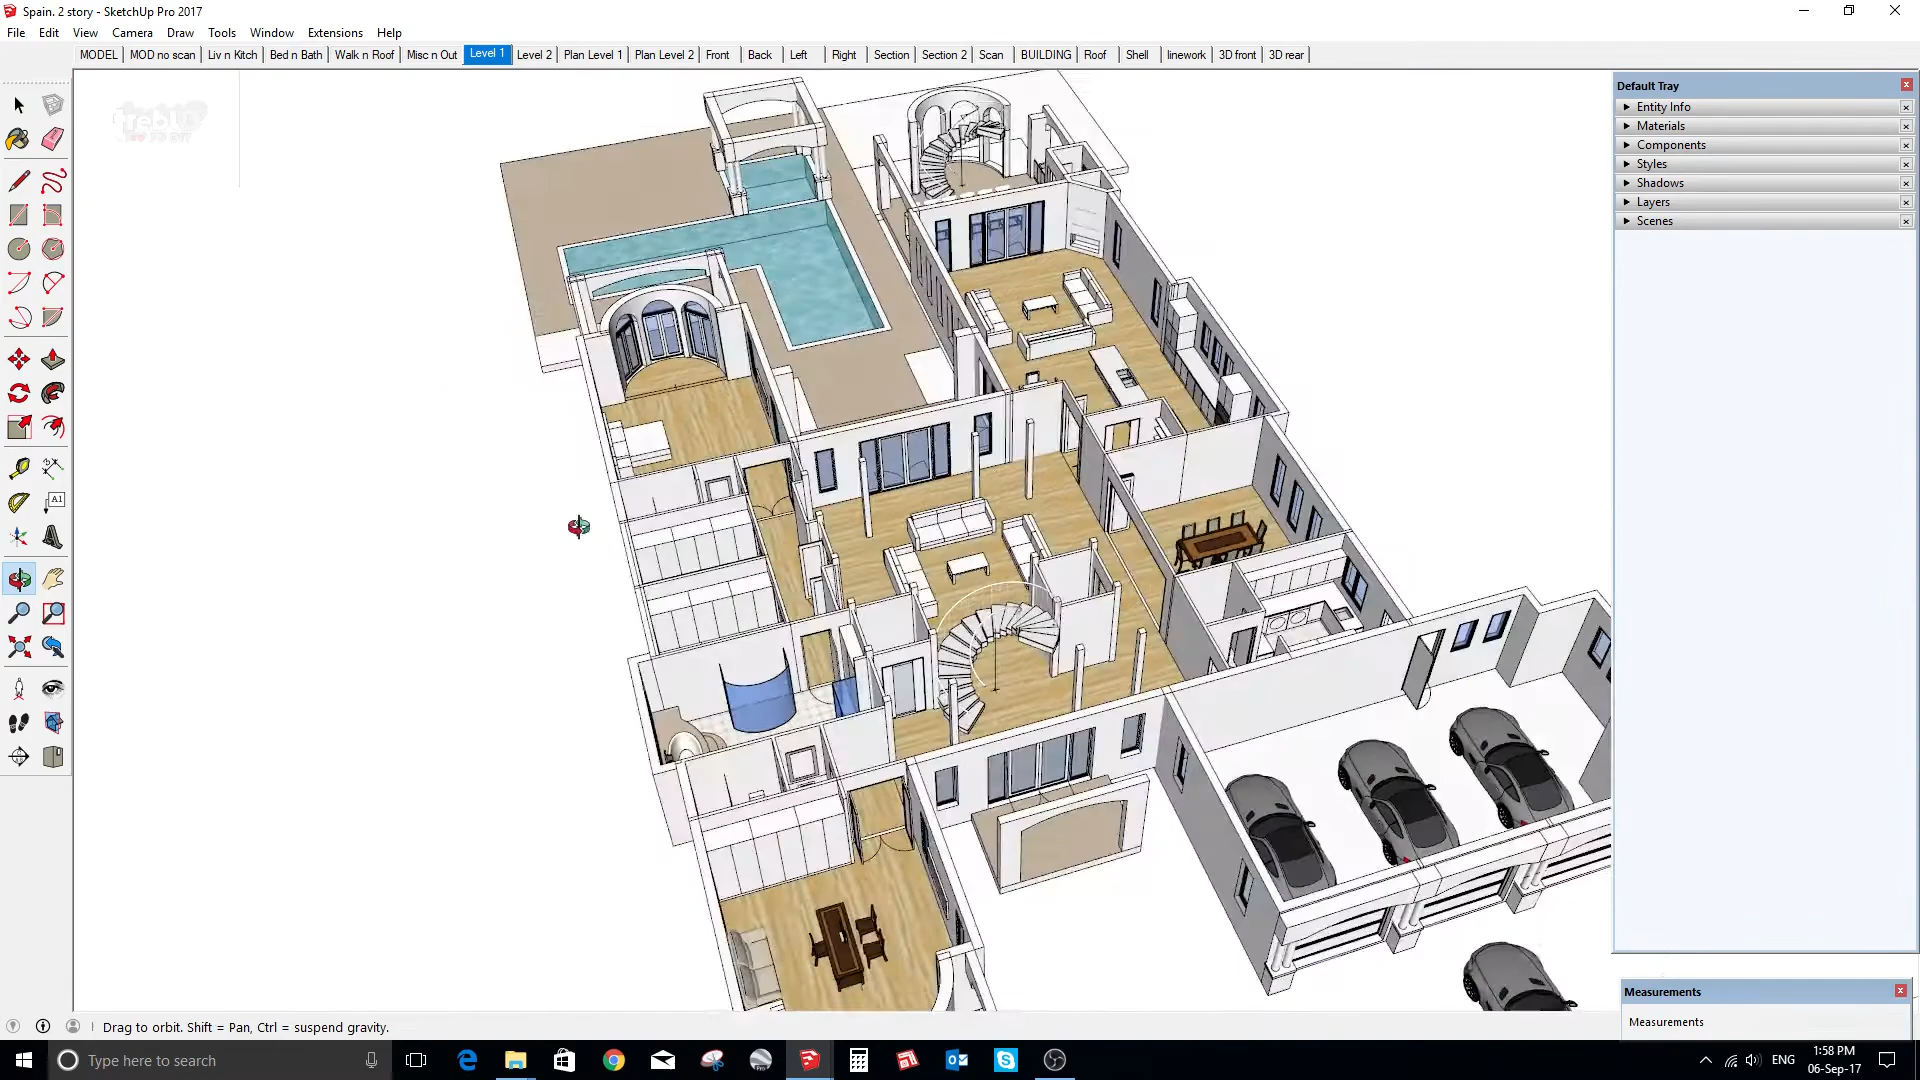 Spain. 2 story - SketchUp Pro 2017
File Edit View Camera Draw Tools Window Extensions Help
MODEL MOD no scan Liv n Kitch Bed n Bath Walk n Roof Misc n Out Level 1 Level 2 Plan Level 1 Plan Level 2 Front Back Left Right Section Section 2 Scan BUILDING Roof Shell linework 3D front 3D rear
Default Tray
Entity Info
Materials
Components
Styles
Shadows
Layers
Scenes
A1
Measurements
Measurements
Drag to orbit. Shift = Pan, Ctrl = suspend gravity.
Type here to search
ENG
1:58 PM
06-Sep-17